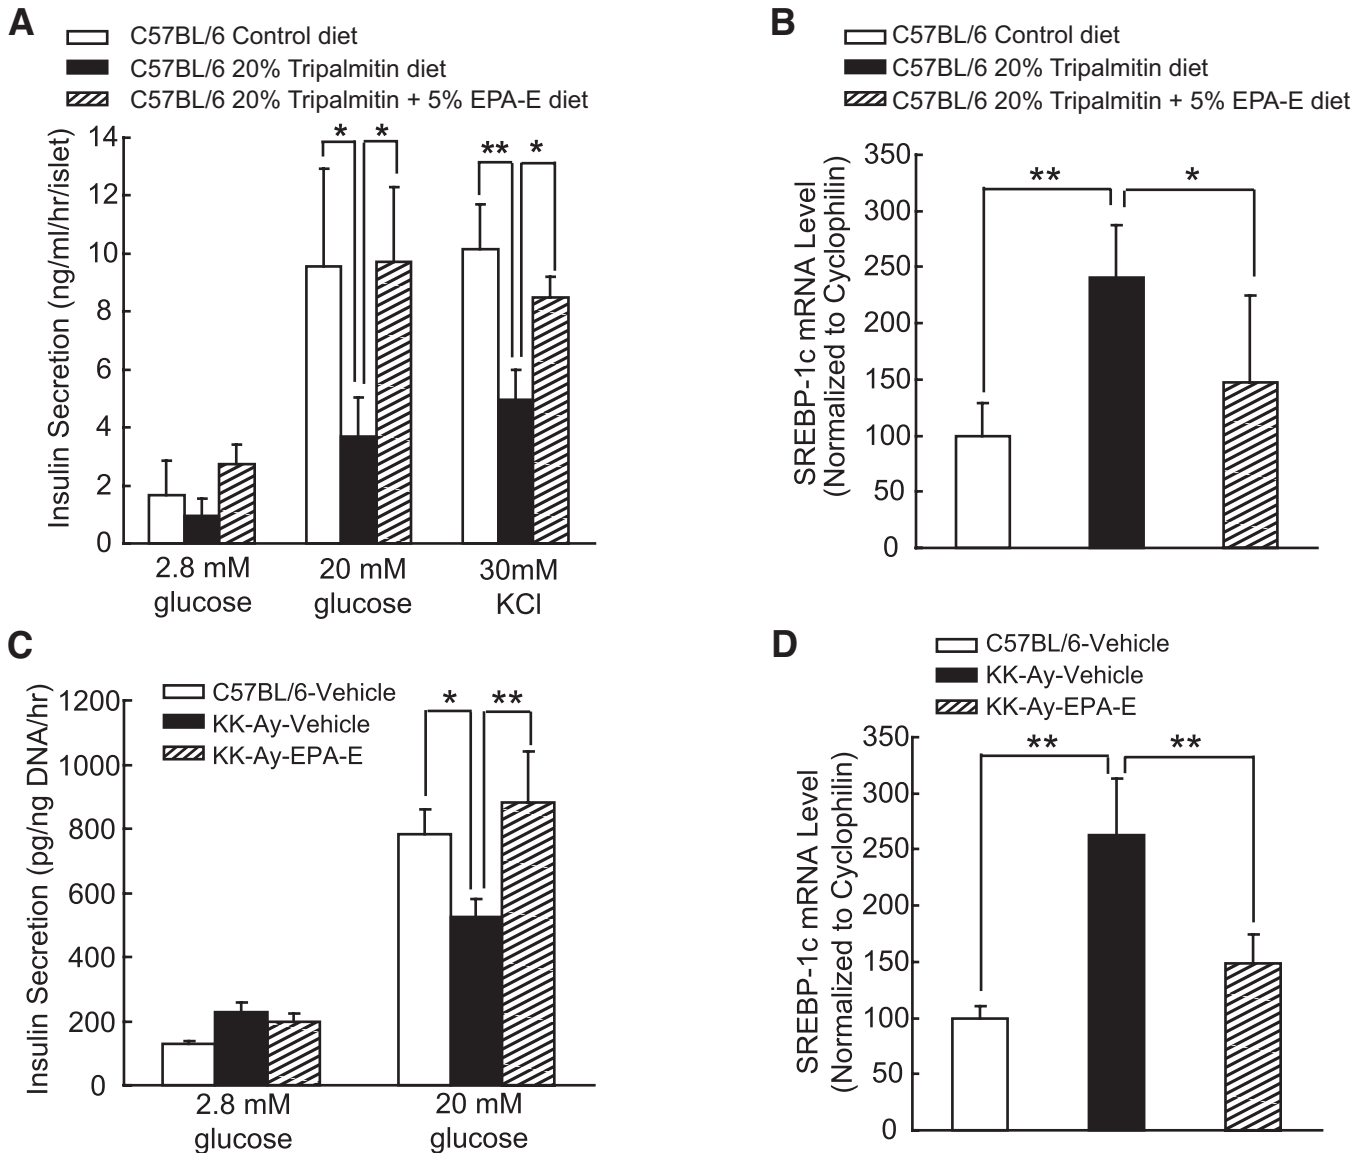 A
C57BL/6 Control diet
C57BL/6 20% Tripalmitin diet
C57BL/6 20% Tripalmitin + 5% EPA-E diet
Insulin Secretion (ng/ml/hr/islet)
14
12
10
8
6
4
2
0
*
*
**
*
2.8 mM
glucose
20 mM
glucose
30mM
KCl
B
C57BL/6 Control diet
C57BL/6 20% Tripalmitin diet
C57BL/6 20% Tripalmitin + 5% EPA-E diet
SREBP-1c mRNA Level
(Normalized to Cyclophilin)
350
300
250
200
150
100
50
0
**
*
C
C57BL/6-Vehicle
KK-Ay-Vehicle
KK-Ay-EPA-E
Insulin Secretion (pg/ng DNA/hr)
1200
1000
800
600
400
200
0
*
**
2.8 mM
glucose
20 mM
glucose
D
C57BL/6-Vehicle
KK-Ay-Vehicle
KK-Ay-EPA-E
SREBP-1c mRNA Level
(Normalized to Cyclophilin)
350
300
250
200
150
100
50
0
**
**